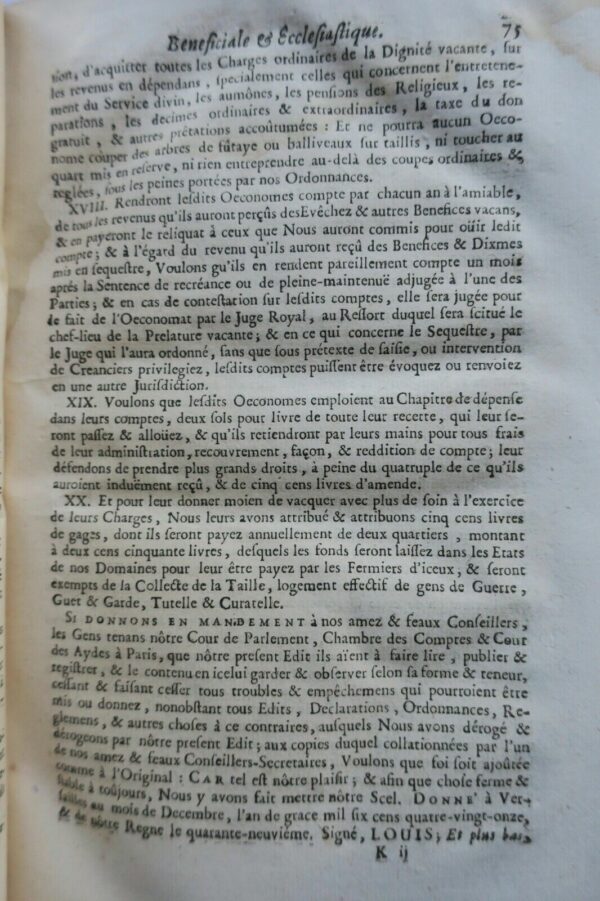 Beneficiale & Ecclesiastique. 75
sion, d'acquitter toutes les Charges ordinaires de la Dignité vacante, sur
les revenus en dépendans, specialement celles qui concernent l'entretene-
ment du Service divin, les aumônes, les pensions des Religieux, les re-
parations, les decimes ordinaires & extraordinaires, la taxe du don
gratuit, & autres prétations accoûtumées : Et ne pourra aucun Oeco-
nome couper des arbres de fûtaye ou balliveaux sur taillis, ni toucher au
quart mis en reserve, ni rien entreprendre au-delà des coupes ordinaires &
reglées, sous les peines portées par nos Ordonnances.
XVIII. Rendront lesdits Oeconomes compte par chacun an à l'amiable,
de tous les revenus qu'ils auront perçûs des Evêchez & autres Benefices vacans,
& en payeront le reliquat à ceux que Nous aurons commis pour oüir ledit
compte; & à l'égard du revenu qu'ils auront reçû des Benefices & Dixmes
mis en sequestre, Voulons gu'ils en rendent pareillement compte un mois
aprés la Sentence de recréance ou de pleine-maintenuë adjugée à l'une des
Parties; & en cas de contestation sur lesdits comptes, elle sera jugée pour
le fait de l'Oeconomat par le Juge Royal, au Ressort duquel sera scitué le
chef-lieu de la Prelature vacante; & en ce qui concerne le Sequestre, par
le Juge qui l'aura ordonné, sans que sous prétexte de saisie, ou intervention
de Creanciers privilegiez, lesdits comptes puissent être évoquez ou renvoiez
en une autre Jurisdiction.
XIX. Voulons que lesdits Oeconomes emploient au Chapitre de dépense
dans leurs comptes, deux sols pour livre de toute leur recette, qui leur se-
ront passez & alloüez, & qu'ils retiendront par leurs mains pour tous frais
de leur administration, recouvrement, façon, & reddition de compte; leur
défendons de prendre plus grands droits, à peine du quatruple de ce qu'ils
auroient induëment reçû, & de cinq cens livres d'amende.
XX. Et pour leur donner moien de vacquer avec plus de soin à l'exercice
de leurs Charges, Nous leurs avons attribué & attribuons cinq cens livres
de gages, dont ils seront payez annuellement de deux quartiers, montant
à deux cens cinquante livres, desquels les fonds seront laissez dans les Etats
de nos Domaines pour leur être payez par les Fermiers d'iceux, & seront
exempts de la Collecte de la Taille, logement effectif de gens de Guerre,
Guet & Garde, Tutelle & Curatelle.
SI DONNONS EN MANDEMENT à nos amez & feaux Conseillers,
les Gens tenans nôtre Cour de Parlement, Chambre des Comptes & Cour
des Aydes à Paris, que nôtre present Edit ils aïent à faire lire, publier &
registrer, & le contenu en icelui garder & observer selon sa forme & teneur,
cessant & faisant cesser tous troubles & empêchemens qui pourroient être
mis ou donnez, nonobstant tous Edits, Declarations, Ordonnances, Re-
glemens, & autres choses à ce contraires, ausquels Nous avons dérogé &
dérogeons par nôtre present Edit; aux copies duquel collationnées par l'un
de nos amez & feaux Conseillers-Secretaires, Voulons que foi soit ajoûtée
comme à l'Original : CAR tel est nôtre plaisir; & afin que chose ferme &
stable à toûjours, Nous y avons fait mettre nôtre Scel. DONNE' à Ver-
sailles au mois de Decembre, l'an de grace mil six cens quatre-vingt-onze,
& de nôtre Regne le quarante-neuviéme. Signé, LOUIS; Et plus bas,
K ij